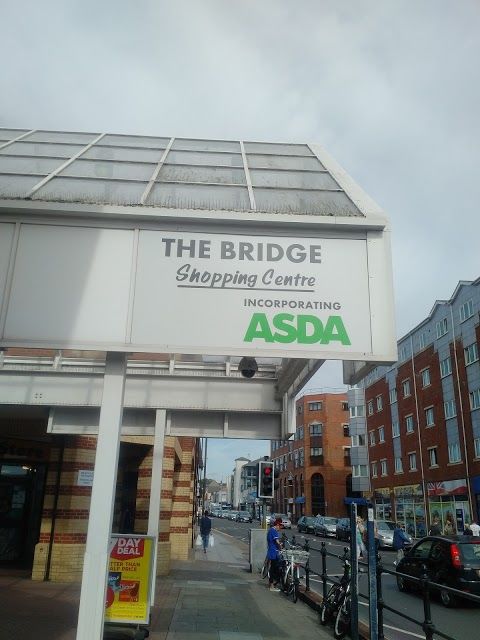 THE BRIDGE
Shopping Centre
INCORPORATING
ASDA
DAY
DEAL